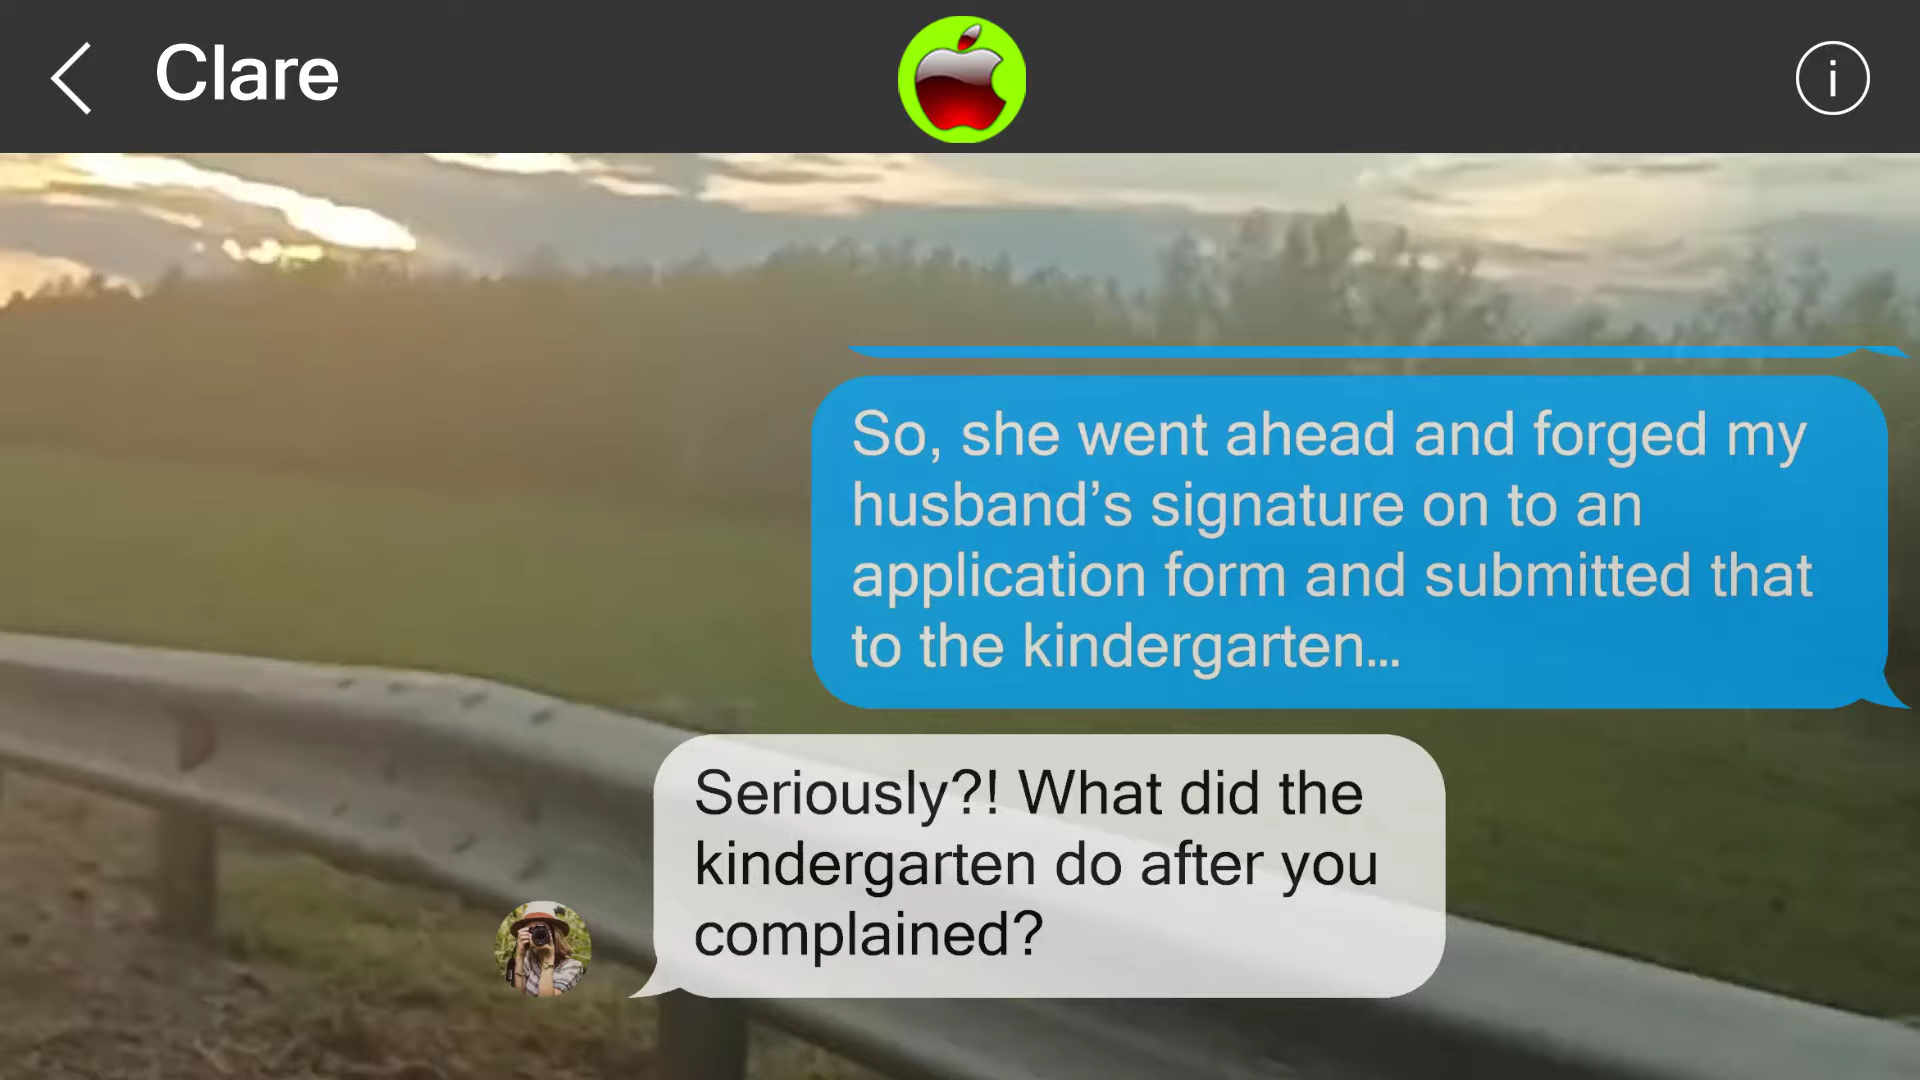 Clare
So, she went ahead and forged my
husband’s signature on to an
application form and submitted that
to the kindergarten...
Seriously?! What did the
kindergarten do after you
complained?